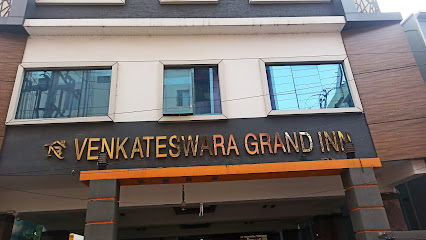 VENKATESWARA GRAND INN